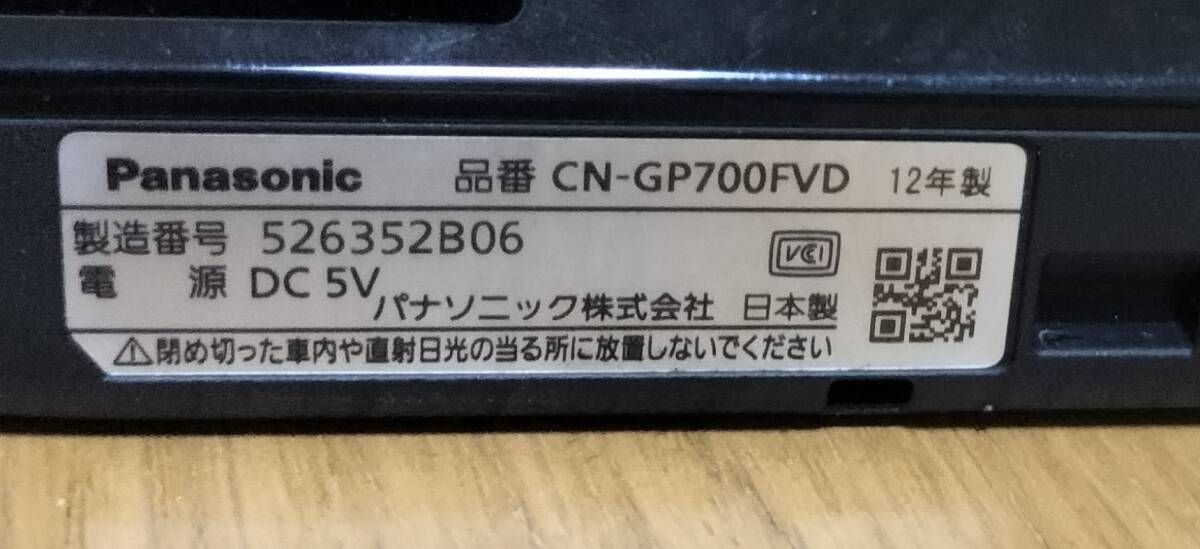 Panasonic 品番 CN-GP700FVD 12年製
製造番号 526352B06
VCCI
電 源 DC 5V
パナソニック株式会社 日本製
⚠閉め切った車内や直射日光の当る所に放置しないでください